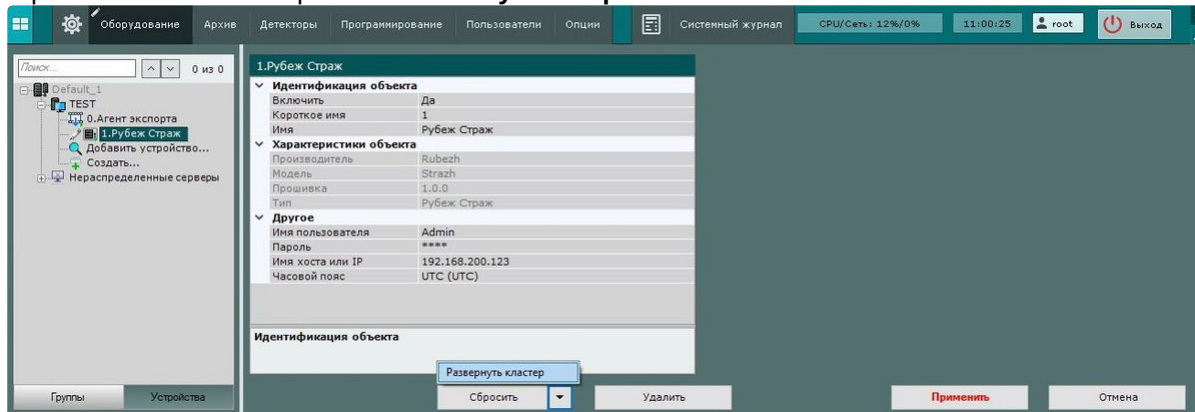 Оборудование Архив Детекторы Программирование Пользователи Опции Системный журнал CPU/Сеть: 12%/0% 11:00:25 root Выход
Поиск... 0 из 0
Default_1
TEST
0.Агент экспорта
1.Рубеж Страж
Добавить устройство...
Создать...
Нераспределенные серверы
Группы Устройства
1.Рубеж Страж
Идентификация объекта
Включить Да
Короткое имя 1
Имя Рубеж Страж
Характеристики объекта
Производитель Rubezh
Модель Strazh
Прошивка 1.0.0
Тип Рубеж Страж
Другое
Имя пользователя Admin
Пароль ****
Имя хоста или IP 192.168.200.123
Часовой пояс UTC (UTC)
Идентификация объекта
Развернуть кластер
Сбросить Удалить Применить Отмена